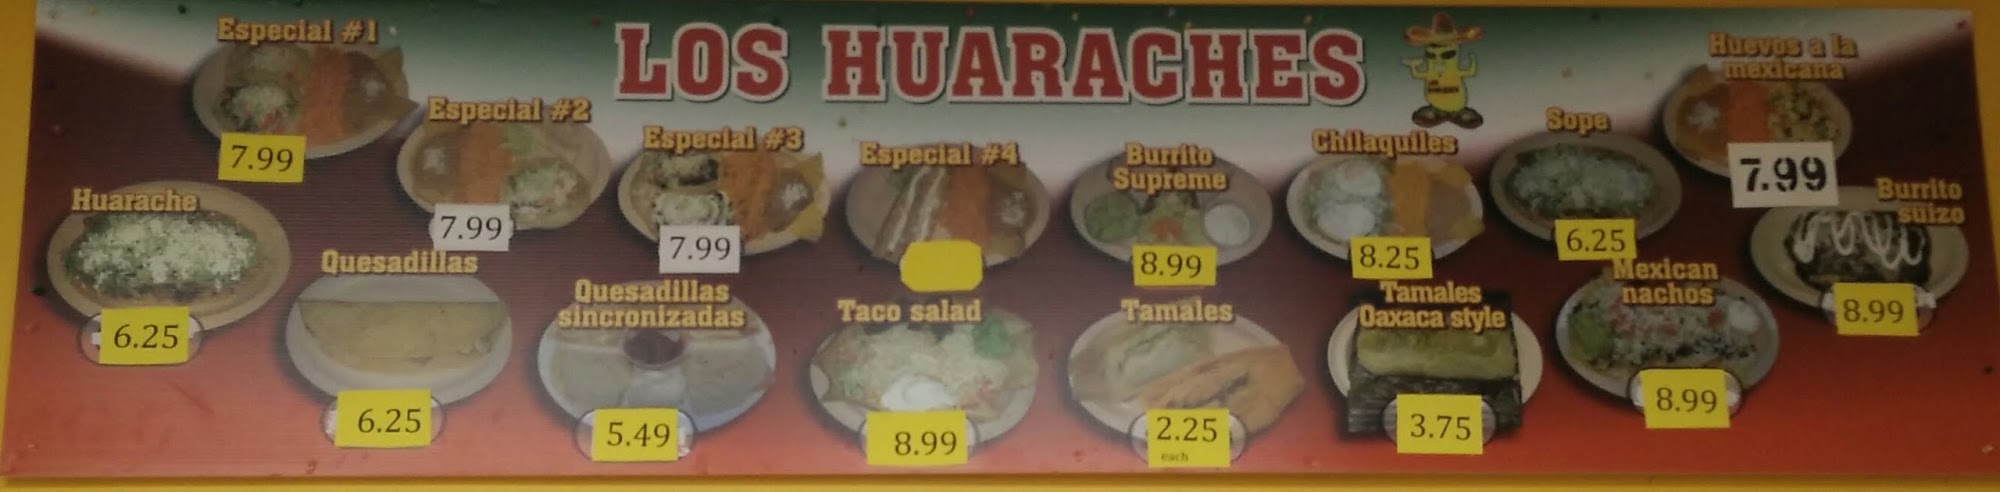 LOS HUARACHES
Especial #1
7.99
Especial #2
7.99
Especial #3
7.99
Especial #4
Burrito
Supreme
8.99
Chilaquiles
8.25
Sope
6.25
Huevos a la
mexicana
7.99
Huarache
6.25
Quesadillas
6.25
Quesadillas
sincronizadas
5.49
Taco salad
8.99
Tamales
2.25
each
Tamales
Oaxaca style
3.75
Mexican
nachos
8.99
Burrito
süizo
8.99